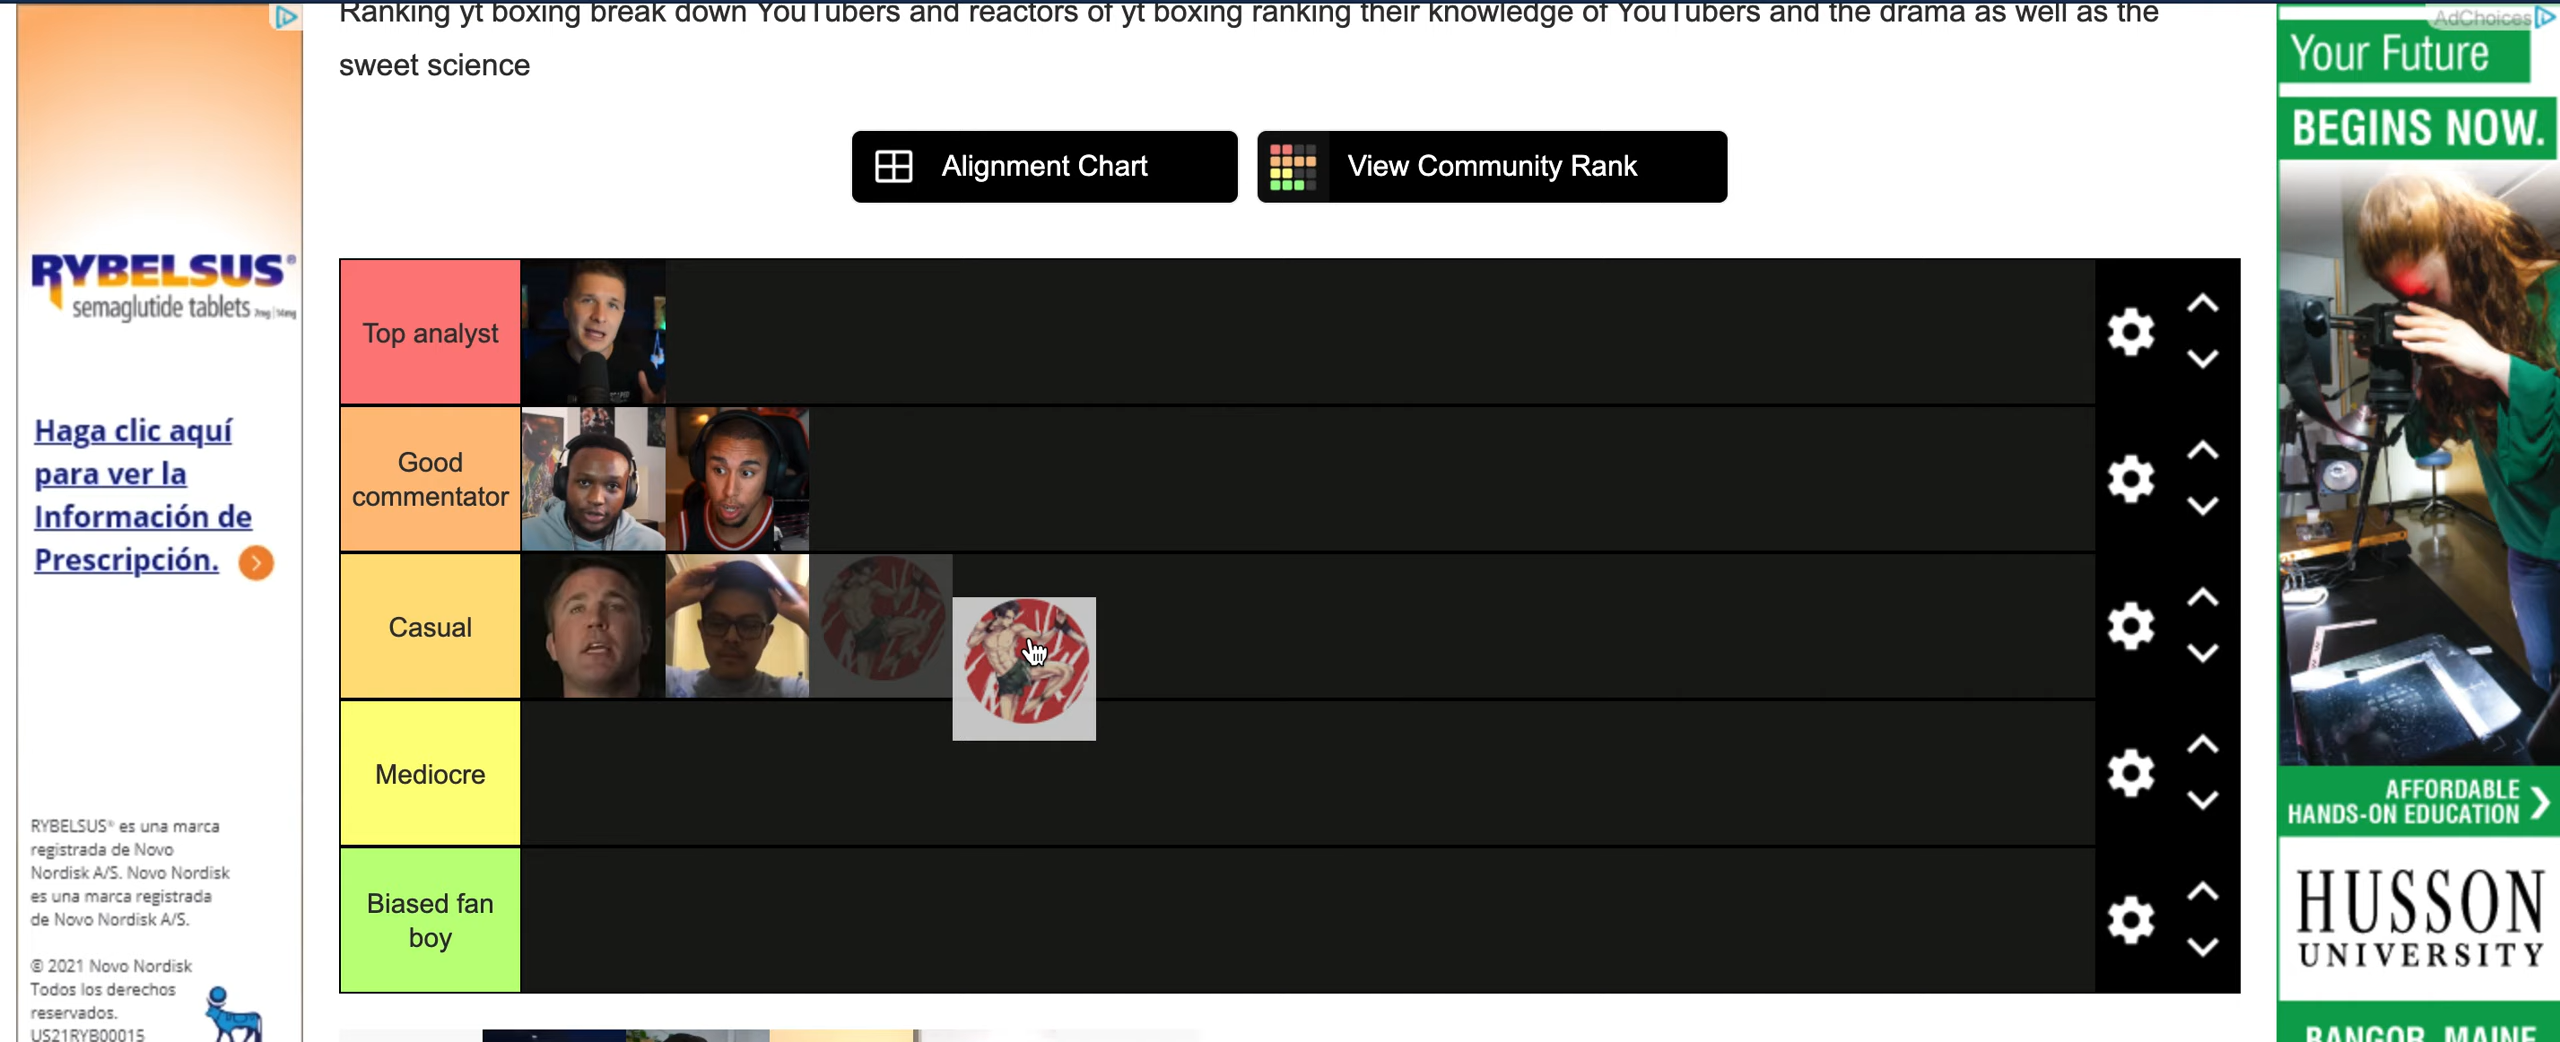 Ranking yt boxing break down YouTubers and reactors of yt boxing ranking their knowledge of YouTubers and the drama as well as the
sweet science
Alignment Chart
View Community Rank
Top analyst
Good
commentator
Casual
Mediocre
Biased fan
boy
RYBELSUS®
semaglutide tablets
Haga clic aquí
para ver la
Información de
Prescripción.
RYBELSUS® es una marca
registrada de Novo
Nordisk A/S. Novo Nordisk
es una marca registrada
de Novo Nordisk A/S.
© 2021 Novo Nordisk
Todos los derechos
reservados.
US21RYB00015
AdChoices
Your Future
BEGINS NOW.
AFFORDABLE
HANDS-ON EDUCATION
HUSSON
UNIVERSITY
BANGOR, MAINE